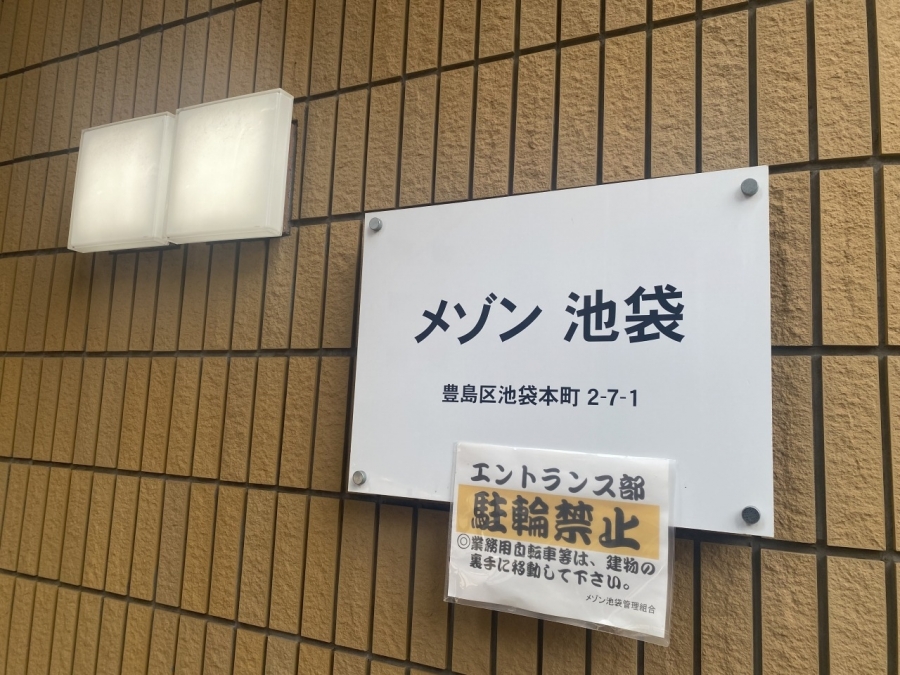 メゾン 池袋
豊島区池袋本町 2-7-1
エントランス部
駐輪禁止
◎業務用自転車等は、建物の
裏手に移動して下さい。
メゾン池袋管理組合